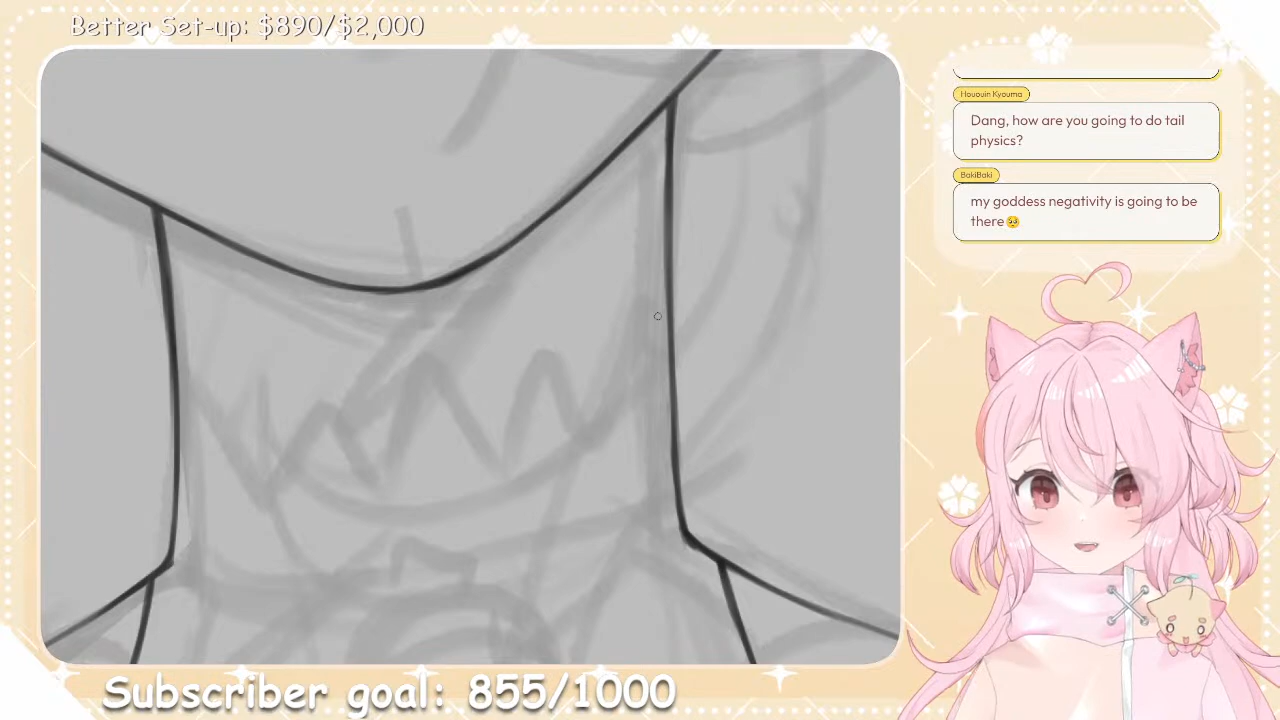 Better Set-up: $890/$2,000
Hououin Kyouma
Dang, how are you going to do tail
physics?
BakiBaki
my goddess negativity is going to be
there🥺
Subscriber goal: 855/1000